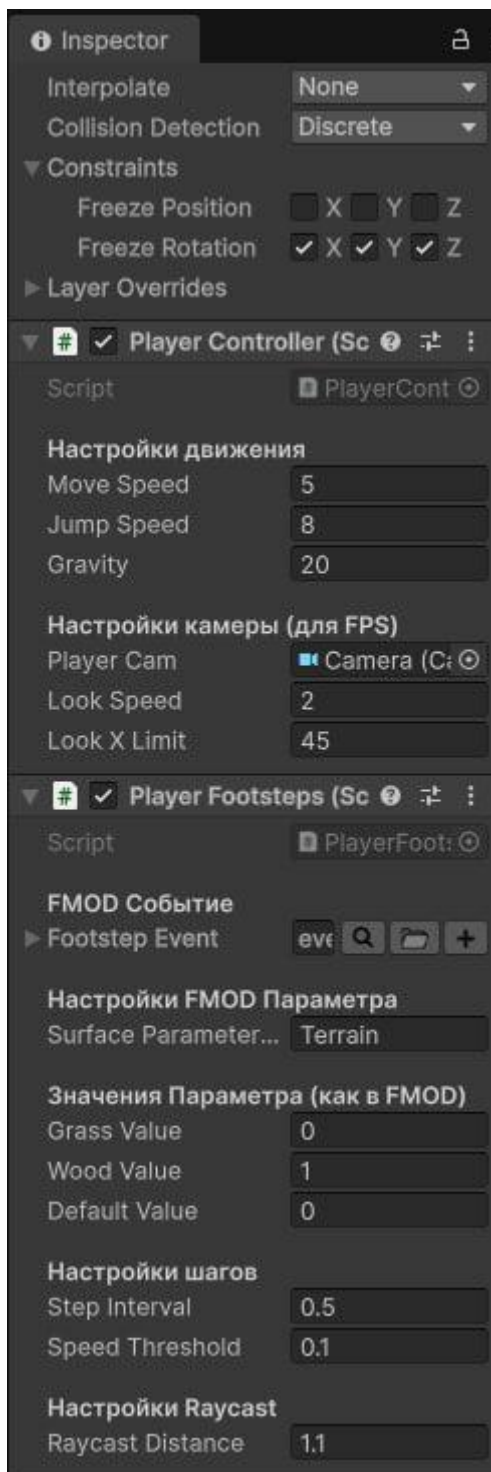 Inspector
Interpolate None
Collision Detection Discrete
Constraints
Freeze Position X Y Z
Freeze Rotation X Y Z
Layer Overrides
# Player Controller (Sc
Script PlayerCont
Настройки движения
Move Speed 5
Jump Speed 8
Gravity 20
Настройки камеры (для FPS)
Player Cam Camera (Ca
Look Speed 2
Look X Limit 45
# Player Footsteps (Sc
Script PlayerFoot
FMOD Событие
Footstep Event eve
Настройки FMOD Параметра
Surface Parameter... Terrain
Значения Параметра (как в FMOD)
Grass Value 0
Wood Value 1
Default Value 0
Настройки шагов
Step Interval 0.5
Speed Threshold 0.1
Настройки Raycast
Raycast Distance 1.1